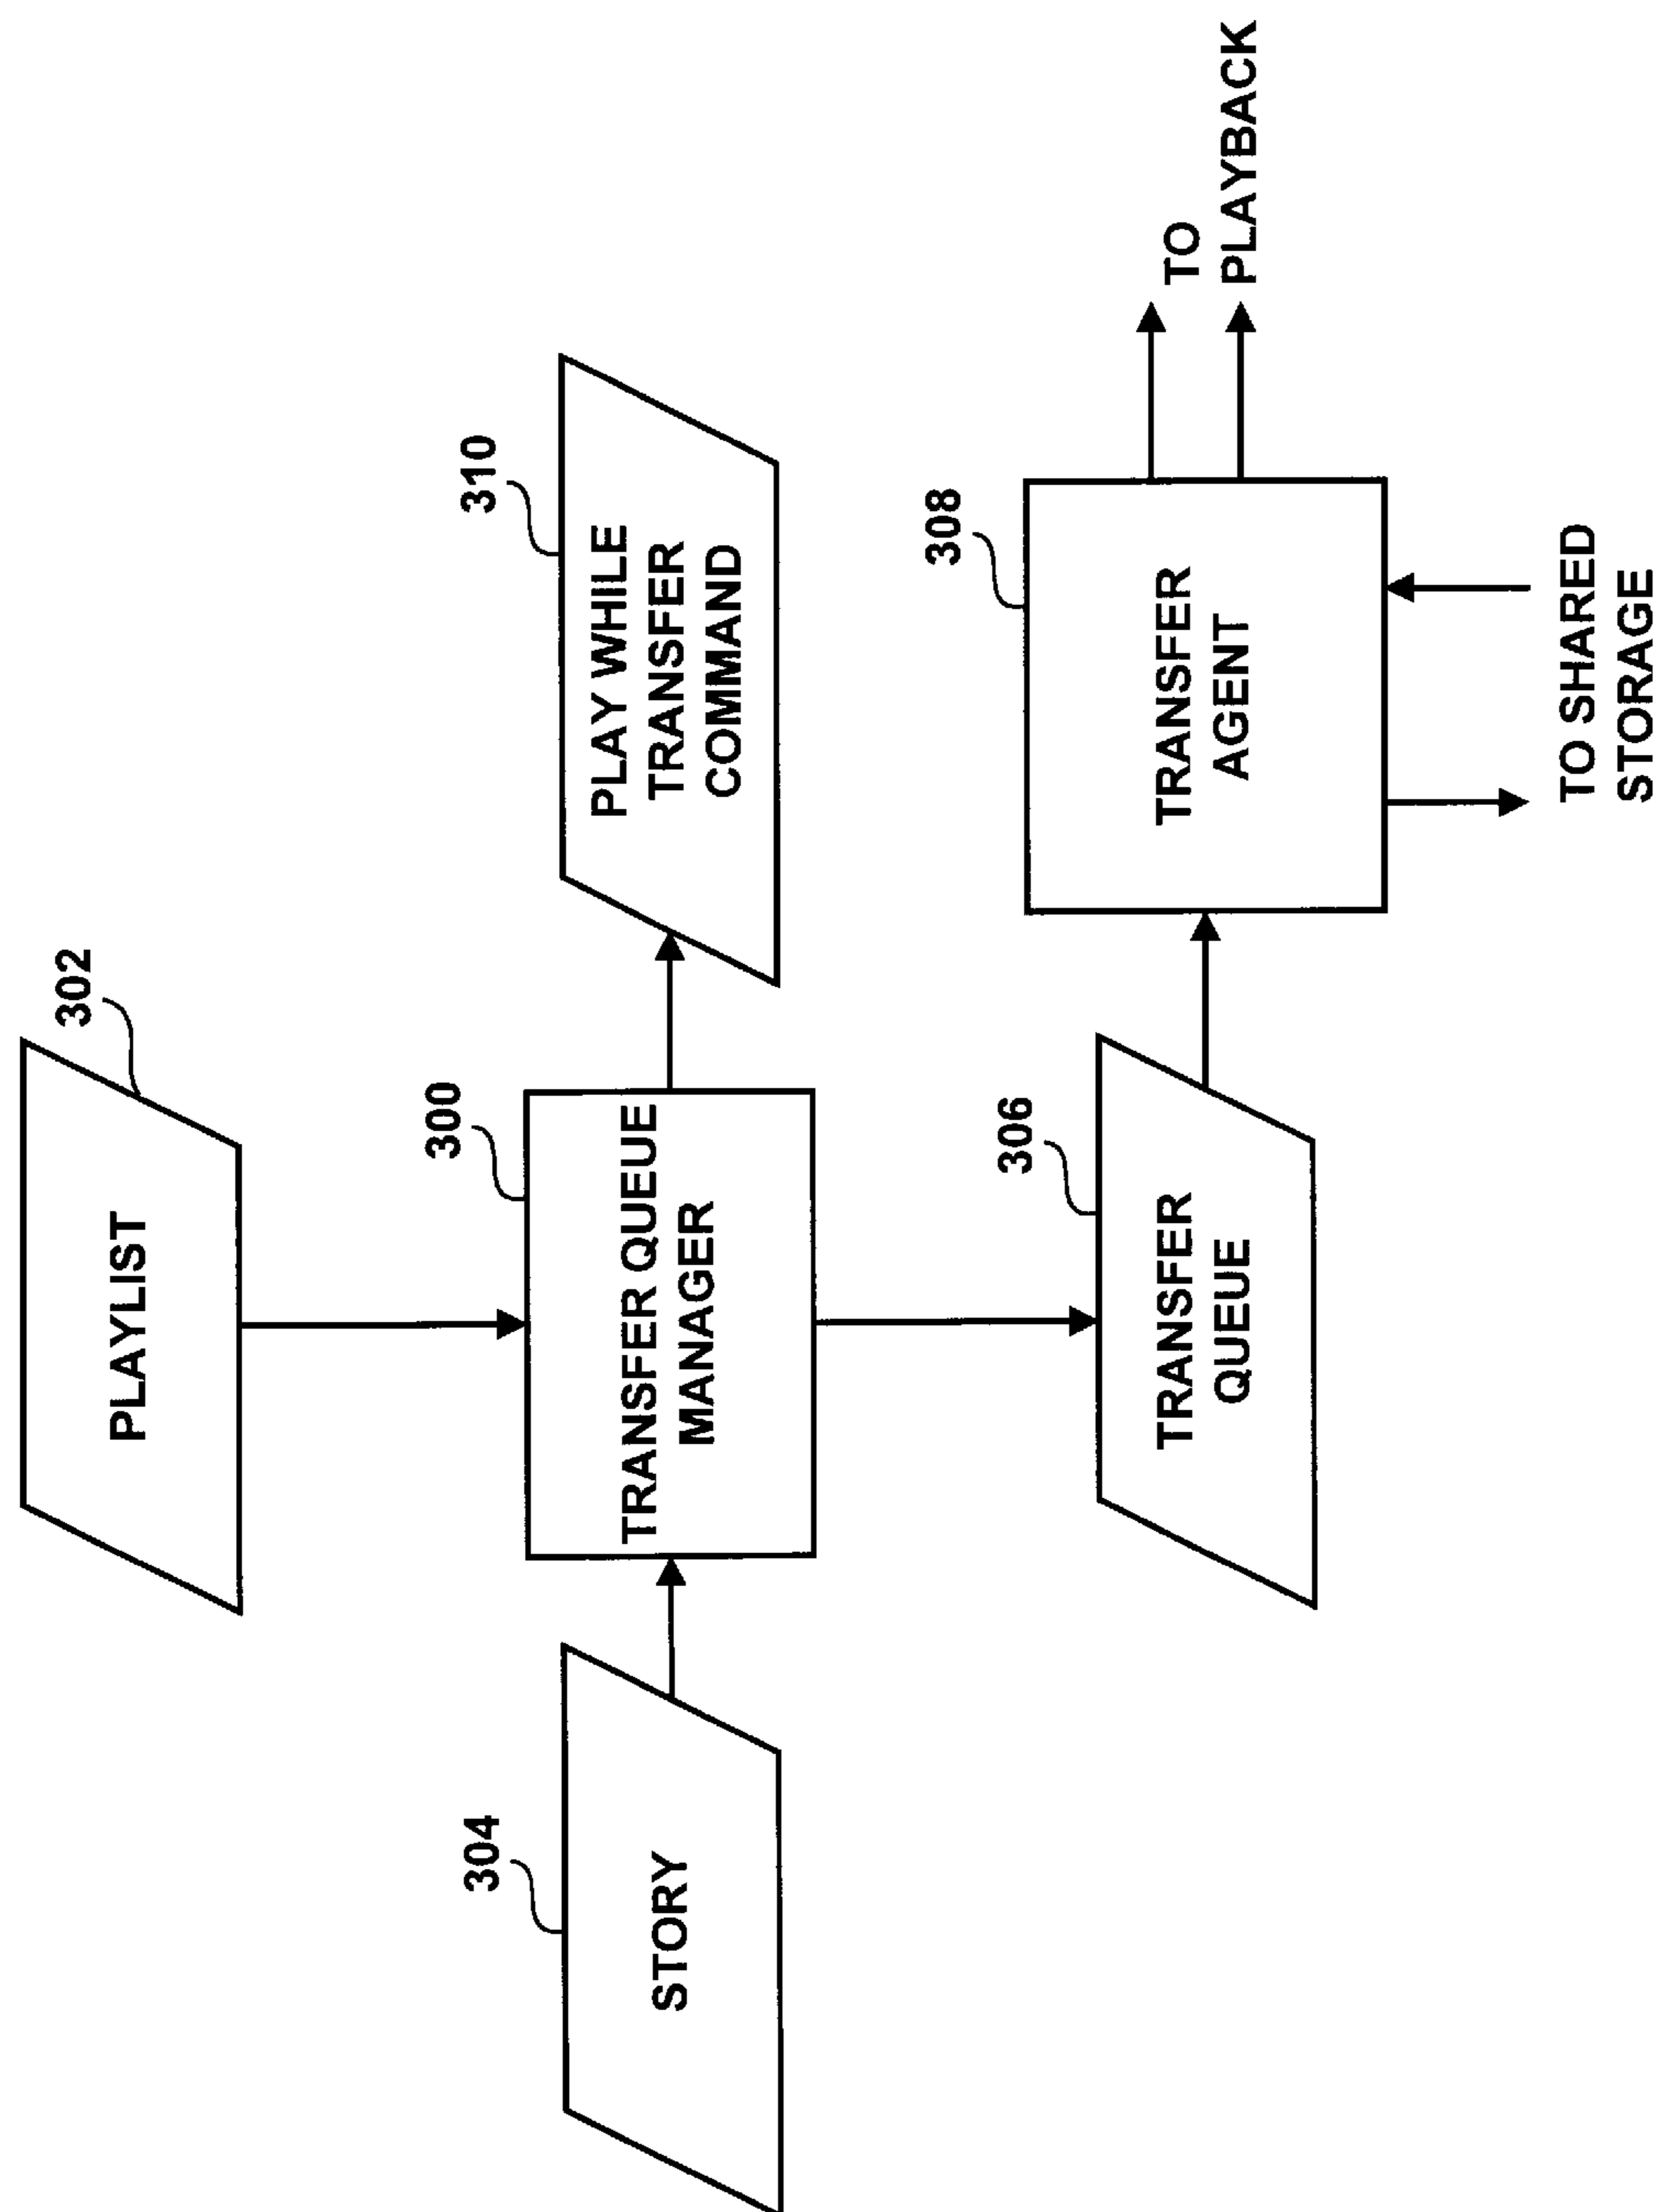 PLAYLIST
302
STORY
304
TRANSFER QUEUE
MANAGER
300
PLAY WHILE
TRANSFER
COMMAND
310
TRANSFER
QUEUE
306
TRANSFER
AGENT
308
TO
PLAYBACK
TO SHARED
STORAGE